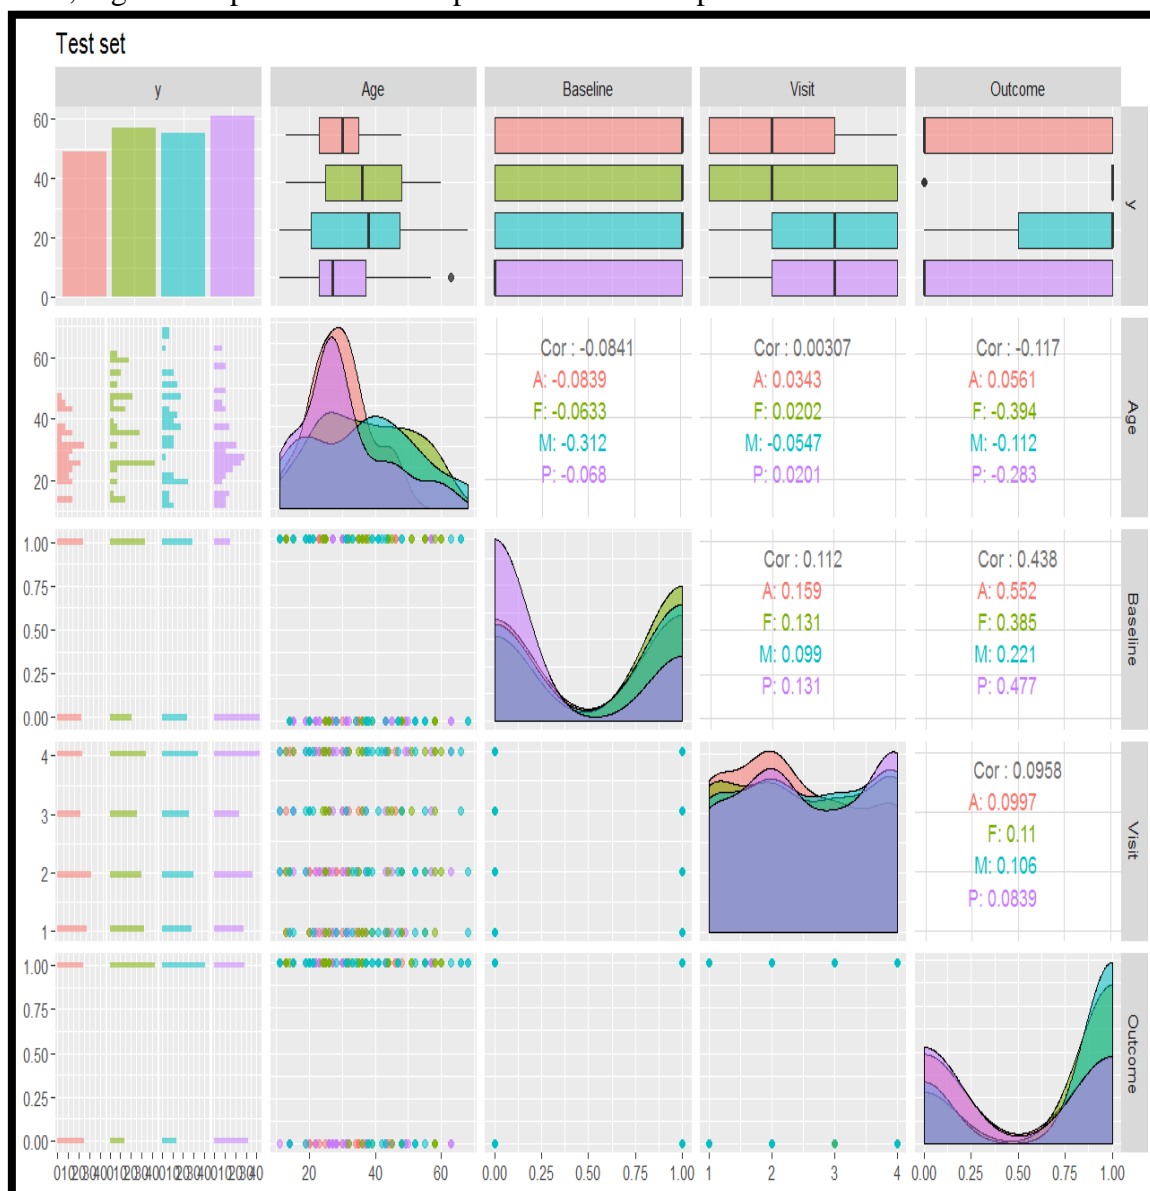 Test set
y Age Baseline Visit Outcome
60
40
20
0
y
60
40
20
Cor : -0.0841
A: -0.0839
F: -0.0633
M: -0.312
P: -0.068
Cor : 0.00307
A: 0.0343
F: 0.0202
M: -0.0547
P: 0.0201
Cor : -0.117
A: 0.0561
F: -0.394
M: -0.112
P: -0.283
Age
1.00
0.75
0.50
0.25
0.00
Cor : 0.112
A: 0.159
F: 0.131
M: 0.099
P: 0.131
Cor : 0.438
A: 0.552
F: 0.385
M: 0.221
P: 0.477
Baseline
4
3
2
1
Cor : 0.0958
A: 0.0997
F: 0.11
M: 0.106
P: 0.0839
Visit
1.00
0.75
0.50
0.25
0.00
Outcome
20 40 60
0.00 0.25 0.50 0.75 1.00
1 2 3 4
0.00 0.25 0.50 0.75 1.00